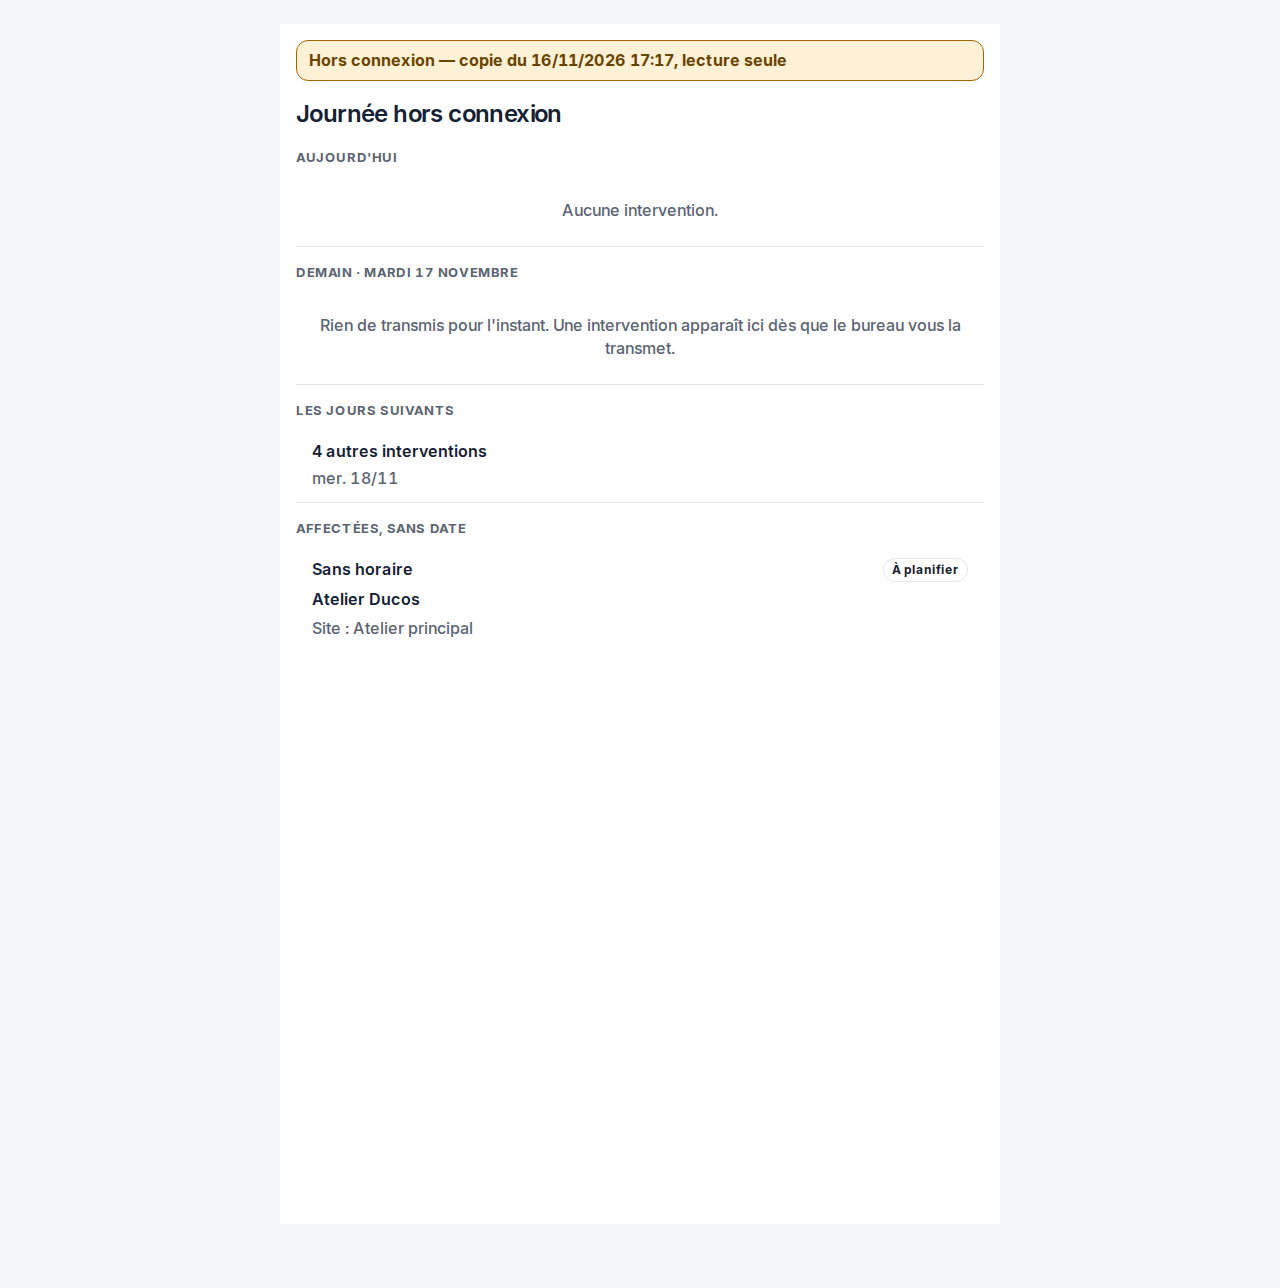 Hors connexion — copie du 16/11/2026 17:17, lecture seule
Journée hors connexion
AUJOURD'HUI
Aucune intervention.
DEMAIN · MARDI 17 NOVEMBRE
Rien de transmis pour l'instant. Une intervention apparaît ici dès que le bureau vous la
transmet.
LES JOURS SUIVANTS
4 autres interventions
mer. 18/11
AFFECTÉES, SANS DATE
Sans horaire
À planifier
Atelier Ducos
Site : Atelier principal